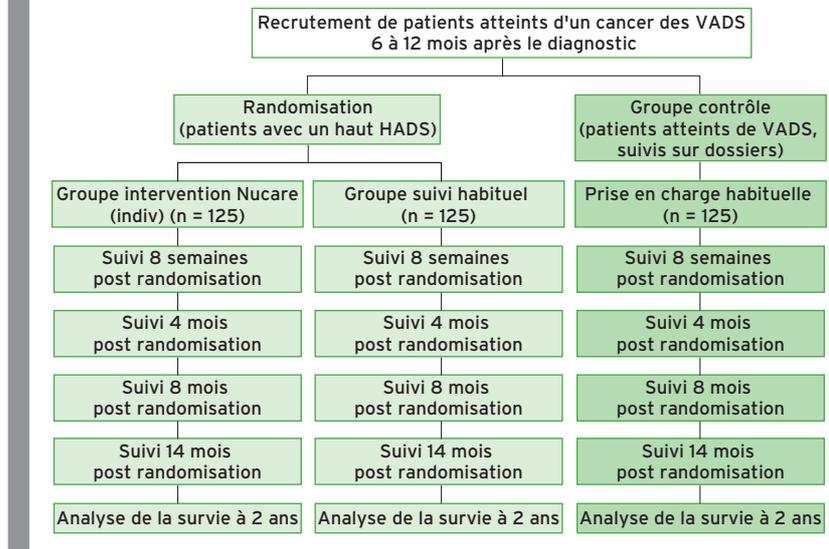 Recrutement de patients atteints d'un cancer des VADS
6 à 12 mois après le diagnostic
Randomisation
(patients avec un haut HADS)
Groupe contrôle
(patients atteints de VADS,
suivis sur dossiers)
Groupe intervention Nucare
(indiv) (n = 125)
Groupe suivi habituel
(n = 125)
Prise en charge habituelle
(n = 125)
Suivi 8 semaines
post randomisation
Suivi 8 semaines
post randomisation
Suivi 8 semaines
post randomisation
Suivi 4 mois
post randomisation
Suivi 4 mois
post randomisation
Suivi 4 mois
post randomisation
Suivi 8 mois
post randomisation
Suivi 8 mois
post randomisation
Suivi 8 mois
post randomisation
Suivi 14 mois
post randomisation
Suivi 14 mois
post randomisation
Suivi 14 mois
post randomisation
Analyse de la survie à 2 ans
Analyse de la survie à 2 ans
Analyse de la survie à 2 ans